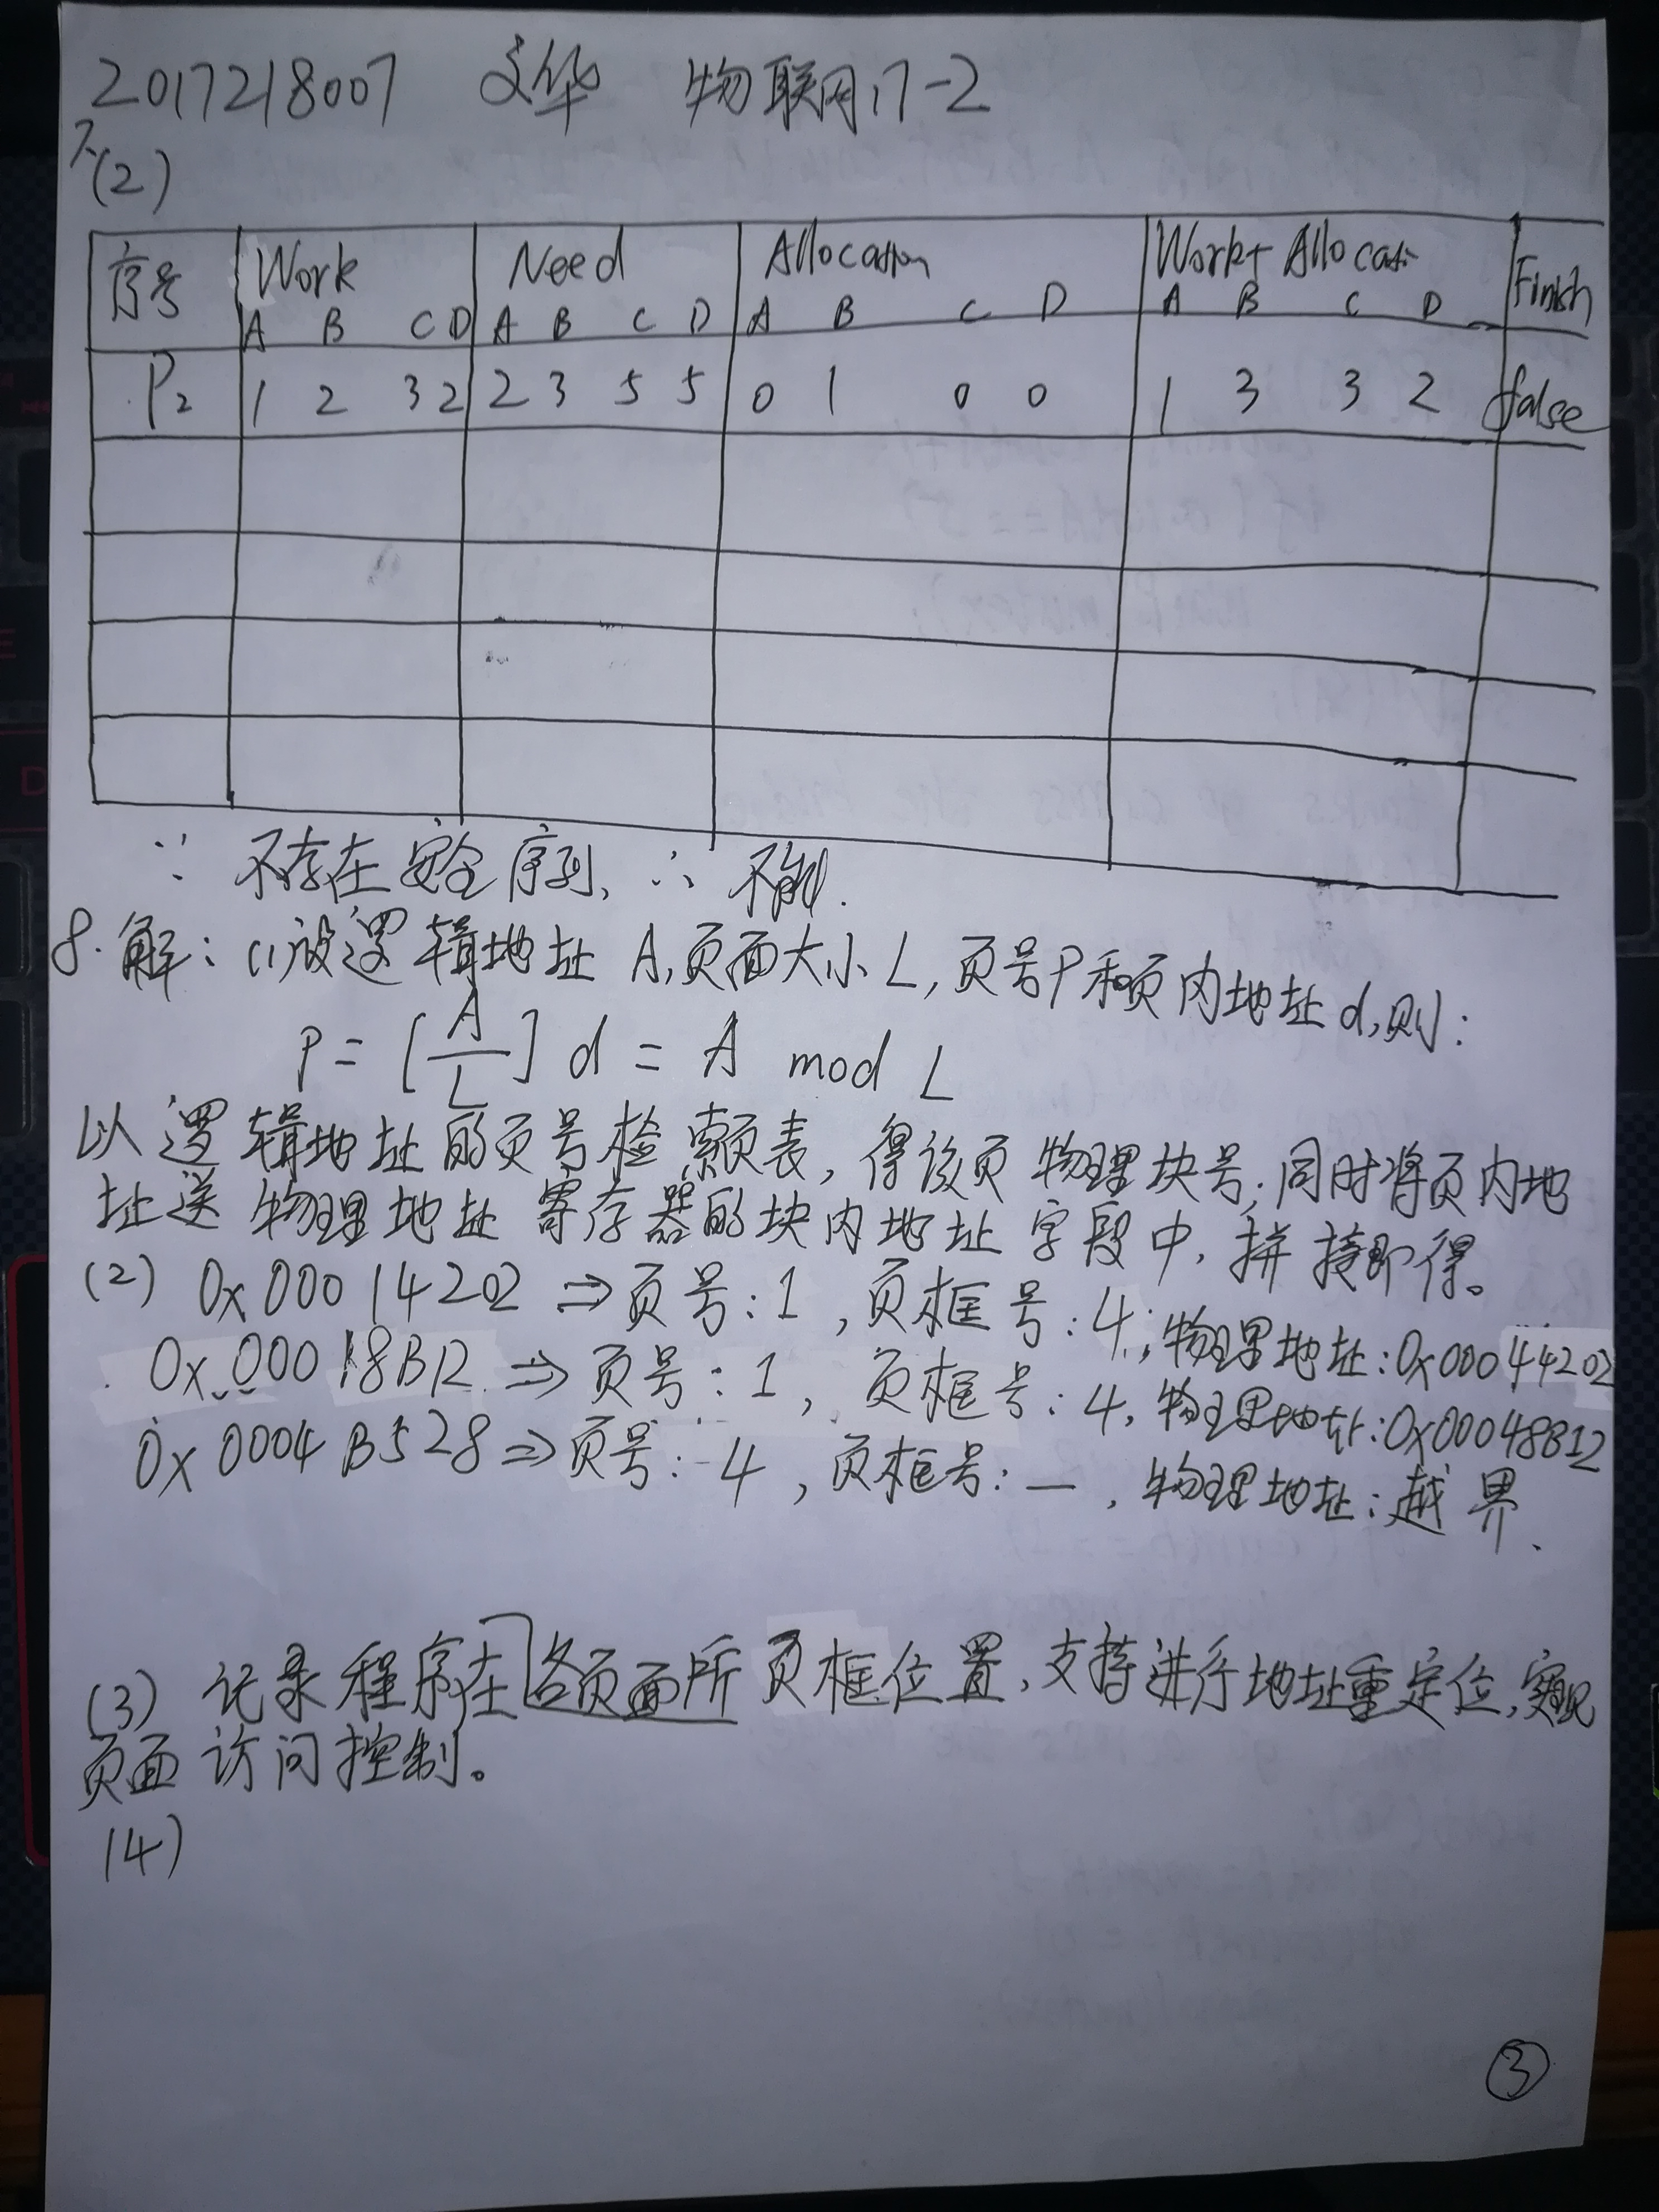 2017218007 文华 物联网17-2
7.
(2)
序号 Work Need Allocation Work+Allocati Finish
A B C D A B C D A B C D A B C D
P2 1 2 3 2 2 3 5 5 0 1 0 0 1 3 3 2 false
∵ 不存在安全序列, ∴ 不能.
8. 解: (1)设逻辑地址 A,页面大小 L,页号P和页内地址 d,则:
P = [A/L] d = A mod L
以逻辑地址的页号检索页表, 得该页物理块号; 同时将页内地
址送物理地址寄存器的块内地址字段中, 拼接即得。
(2) 0x00014202 ⇒ 页号: 1 , 页框号: 4 ; 物理地址: 0x00044202
0x00018B12 ⇒ 页号: 1 , 页框号: 4, 物理地址: 0x00048B12
0x0004B528 ⇒ 页号: 4 , 页框号: — , 物理地址: 越界.
(3) 记录程序在各页面所页框位置, 支持进行地址重定位, 实现
页面访问控制。
(4)
③